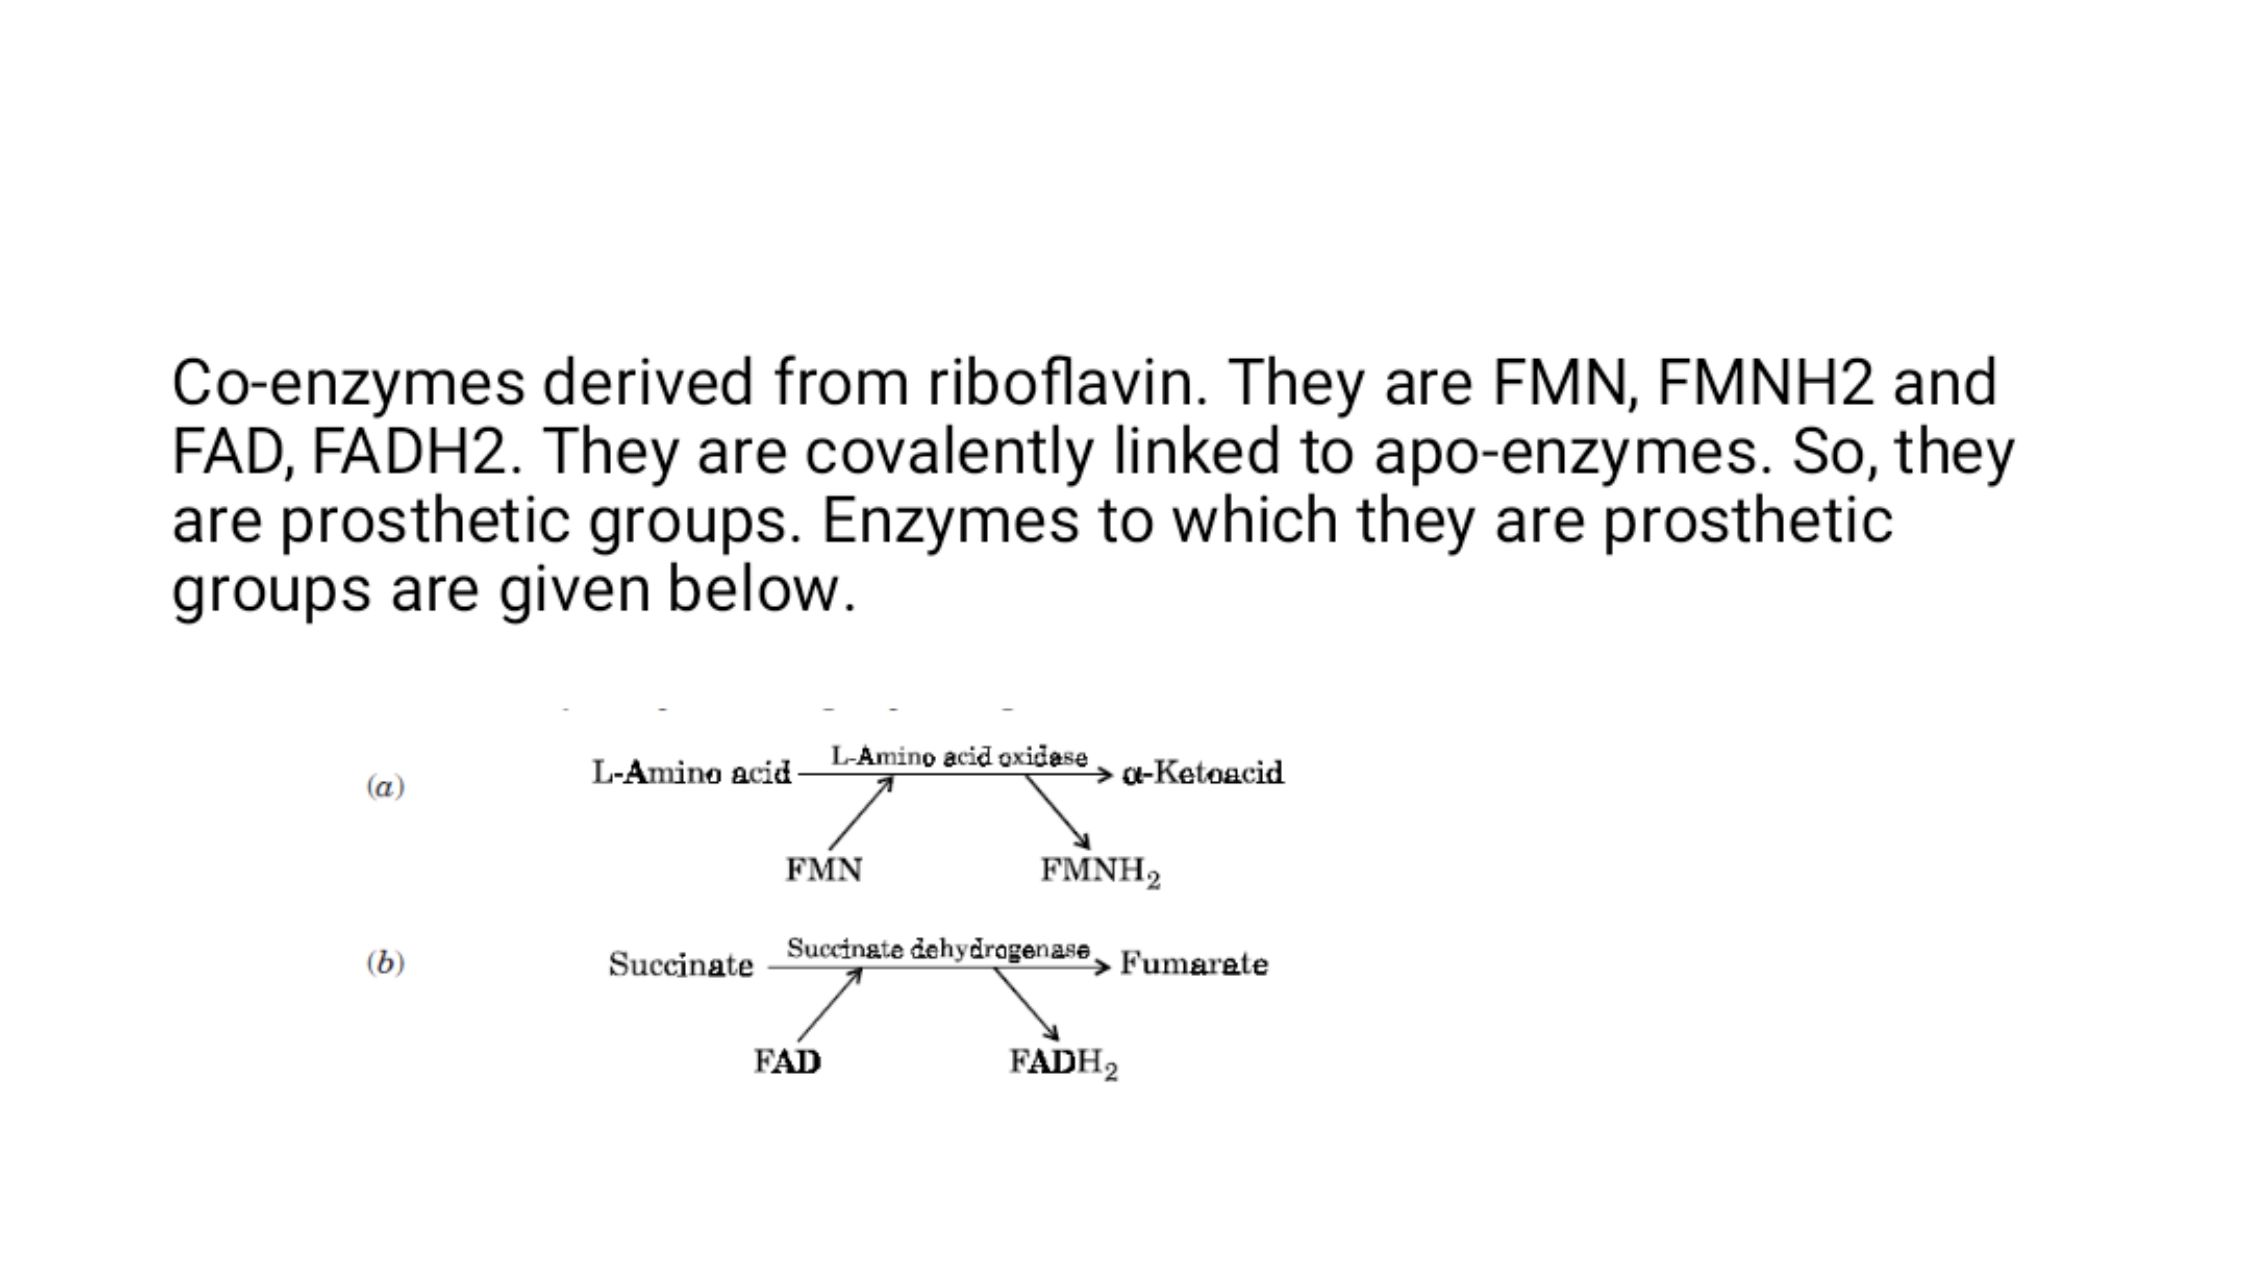 Co-enzymes derived from riboflavin. They are FMN, FMNH2 and
FAD, FADH2. They are covalently linked to apo-enzymes. So, they
are prosthetic groups. Enzymes to which they are prosthetic
groups are given below.
L-Amino acid oxidase
(a) L-Amino acid α-Ketoacid
FMN FMNH₂
Succinate dehydrogenase
(b) Succinate Fumarate
FAD FADH₂